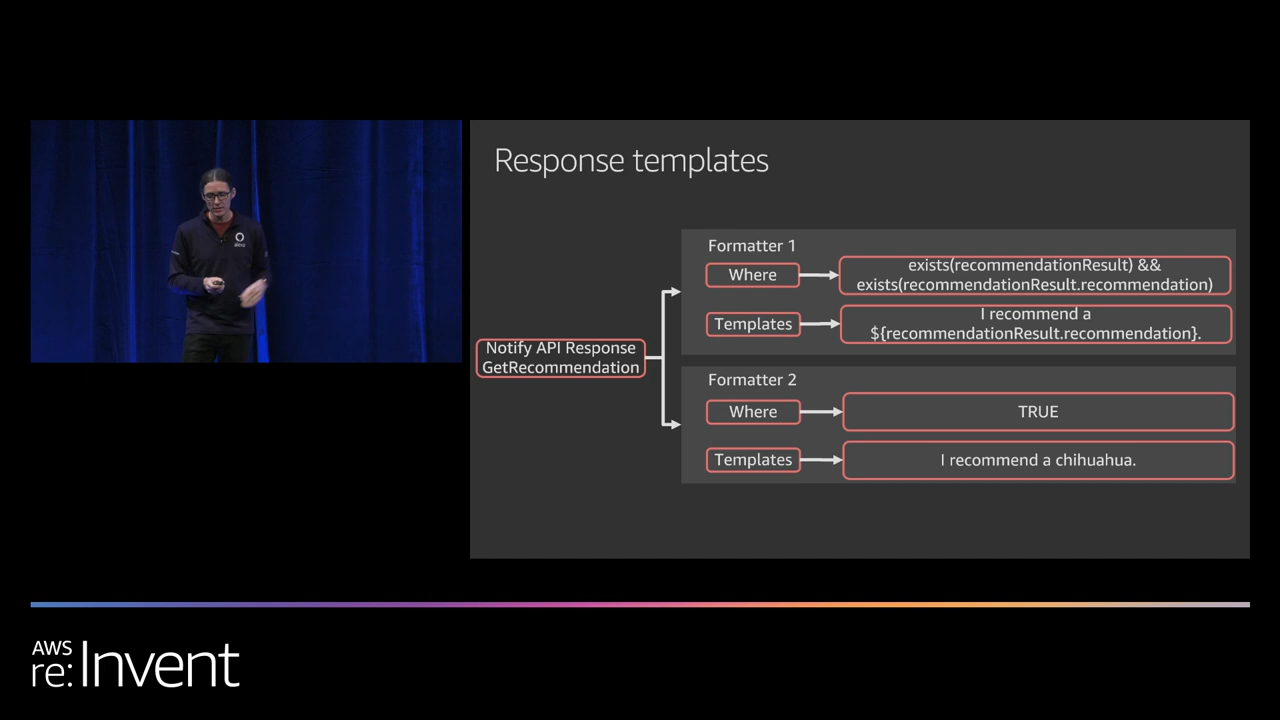 Response templates
Formatter 1
Where
exists(recommendationResult) &&
exists(recommendationResult.recommendation)
Templates
I recommend a
${recommendationResult.recommendation}.
Notify API Response
GetRecommendation
Formatter 2
Where
TRUE
Templates
I recommend a chihuahua.
alexa
AWS
re:Invent